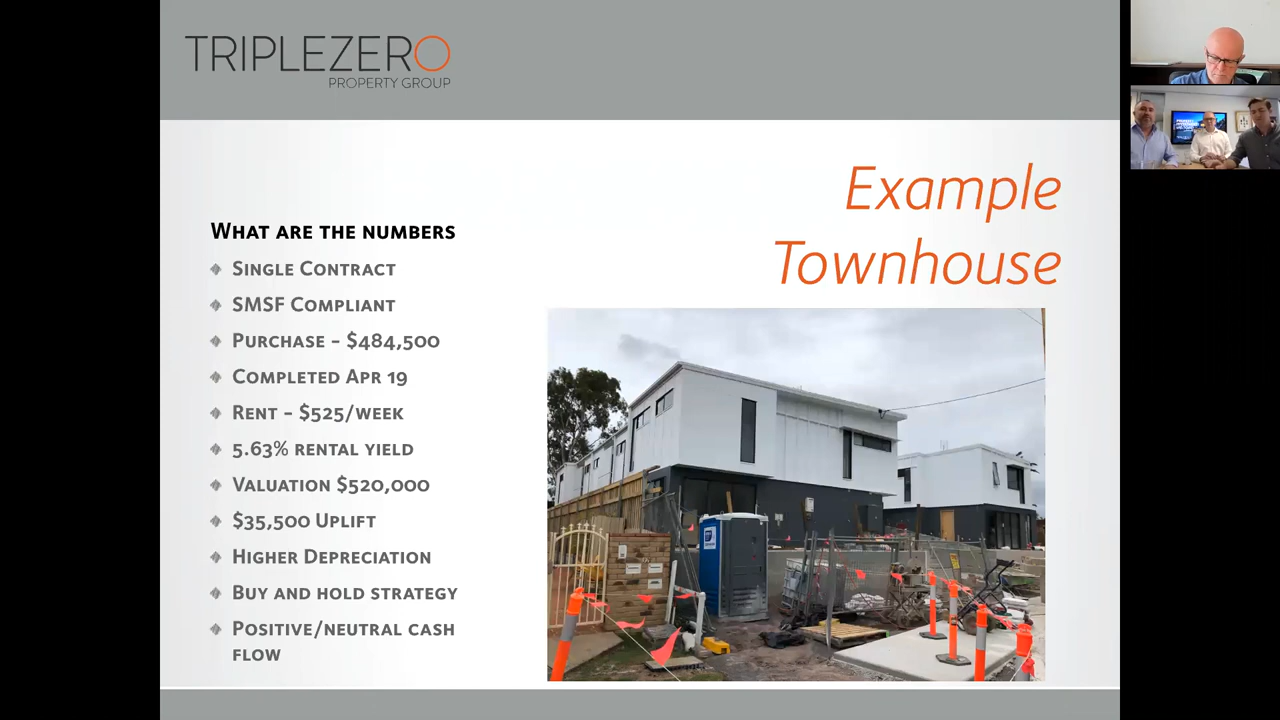 TRIPLEZERO
PROPERTY GROUP
Example
Townhouse
WHAT ARE THE NUMBERS
SINGLE CONTRACT
SMSF COMPLIANT
PURCHASE – $484,500
COMPLETED APR 19
RENT – $525/WEEK
5.63% RENTAL YIELD
VALUATION $520,000
$35,500 UPLIFT
HIGHER DEPRECIATION
BUY AND HOLD STRATEGY
POSITIVE/NEUTRAL CASH
FLOW